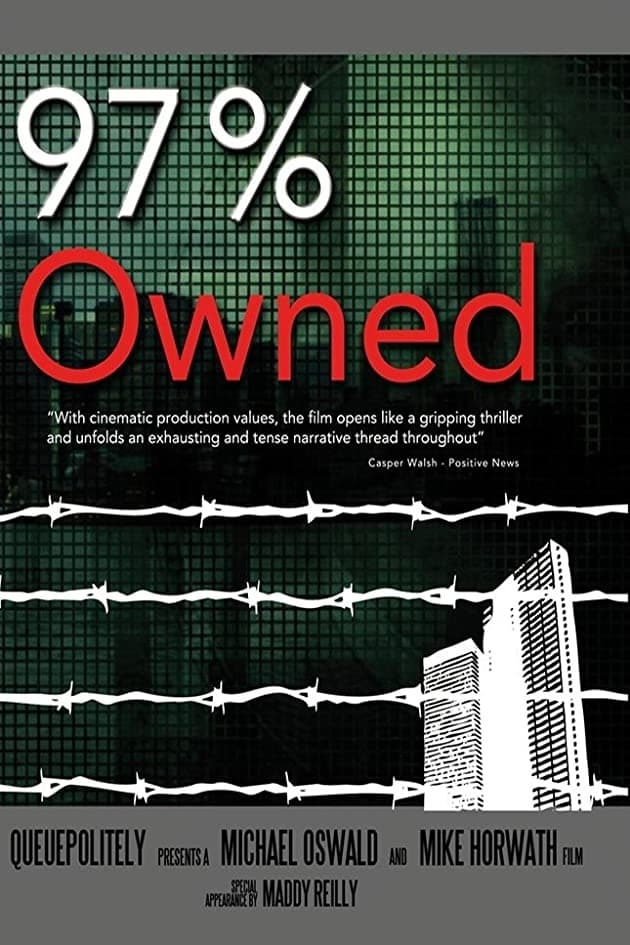 97%
Owned
“With cinematic production values, the film opens like a gripping thriller
and unfolds an exhausting and tense narrative thread throughout”
Casper Walsh - Positive News
QUEUEPOLITELY PRESENTS A MICHAEL OSWALD AND MIKE HORWATH FILM
SPECIAL
APPEARANCE BY MADDY REILLY